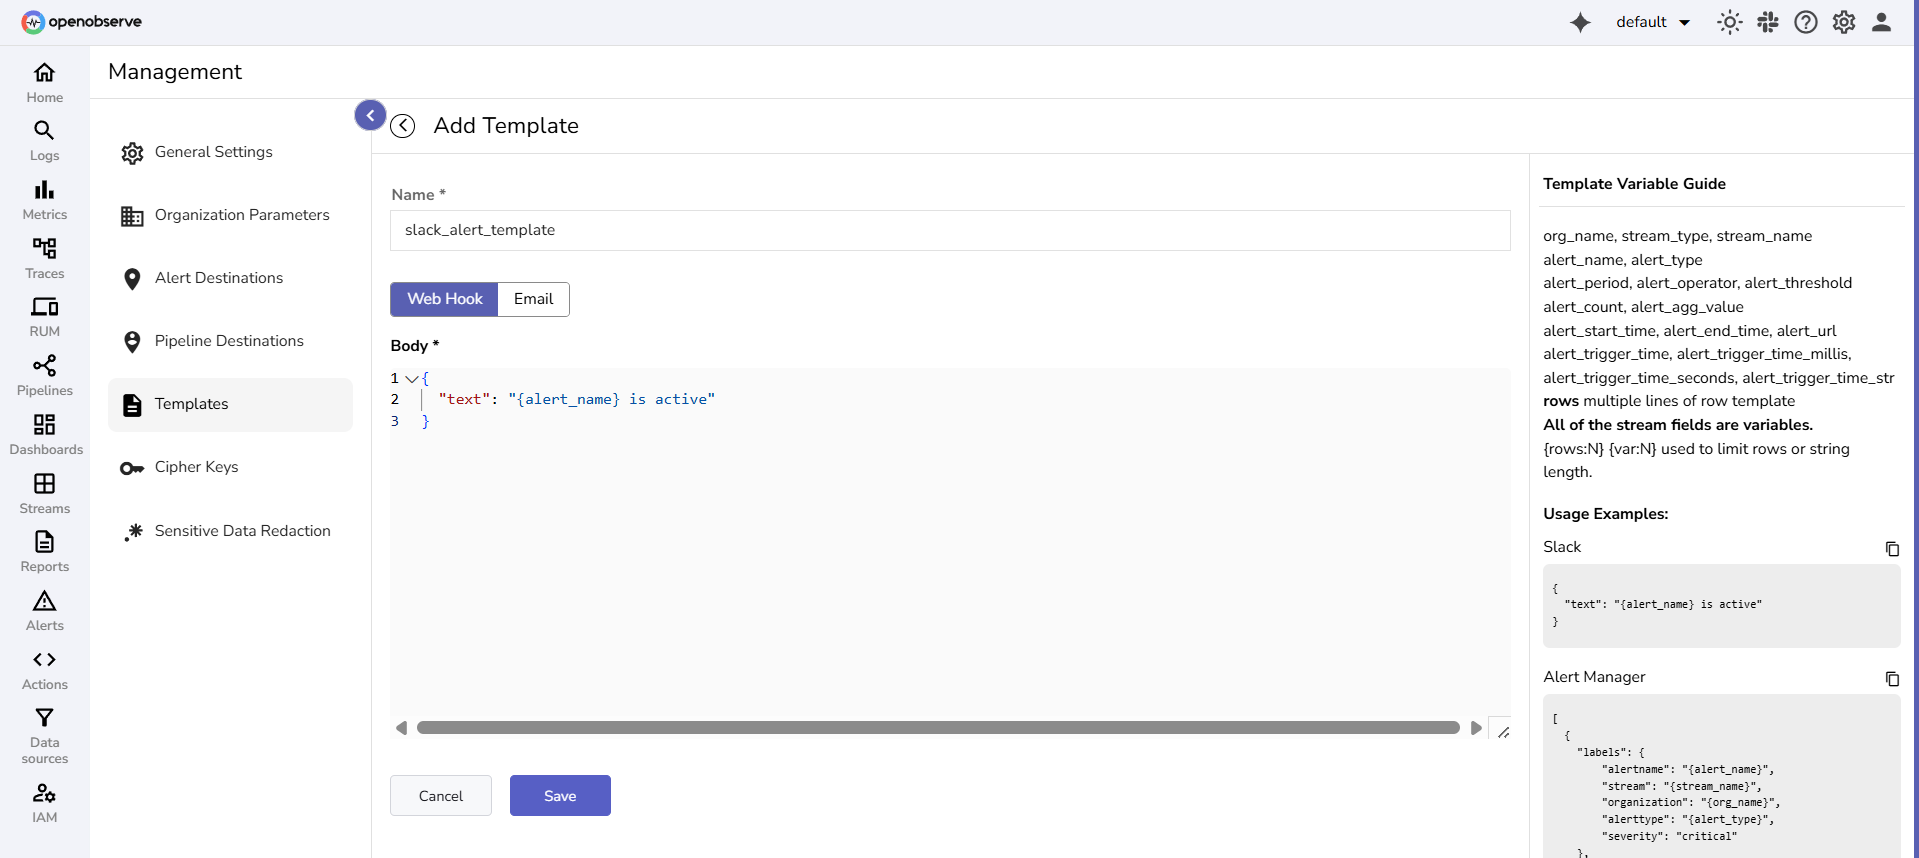 openobserve
default
Home
Logs
Metrics
Traces
RUM
Pipelines
Dashboards
Streams
Reports
Alerts
Actions
Data
sources
IAM
Management
General Settings
Organization Parameters
Alert Destinations
Pipeline Destinations
Templates
Cipher Keys
Sensitive Data Redaction
Add Template
Name *
slack_alert_template
Web Hook
Email
Body *
1 {
2 "text": "{alert_name} is active"
3 }
Cancel
Save
Template Variable Guide
org_name, stream_type, stream_name
alert_name, alert_type
alert_period, alert_operator, alert_threshold
alert_count, alert_agg_value
alert_start_time, alert_end_time, alert_url
alert_trigger_time, alert_trigger_time_millis,
alert_trigger_time_seconds, alert_trigger_time_str
rows multiple lines of row template
All of the stream fields are variables.
{rows:N} {var:N} used to limit rows or string
length.
Usage Examples:
Slack
{
"text": "{alert_name} is active"
}
Alert Manager
[
{
"labels": {
"alertname": "{alert_name}",
"stream": "{stream_name}",
"organization": "{org_name}",
"alerttype": "{alert_type}",
"severity": "critical"
},